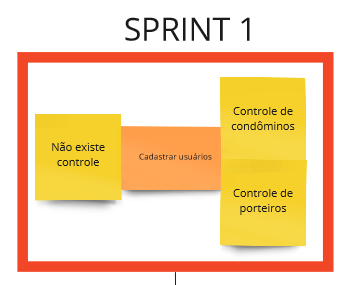 SPRINT 1
Não existe
controle
Cadastrar usuários
Controle de
condôminos
Controle de
porteiros